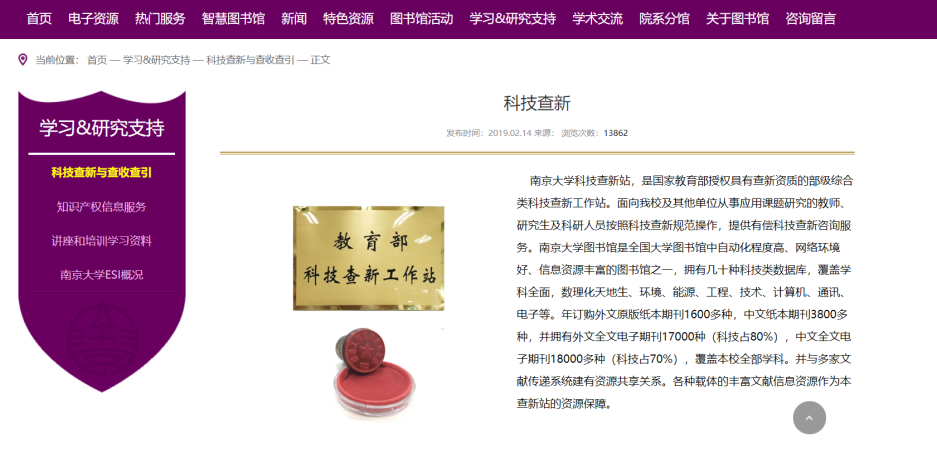 首页 电子资源 热门服务 智慧图书馆 新闻 特色资源 图书馆活动 学习&研究支持 学术交流 院系分馆 关于图书馆 咨询留言
当前位置： 首页 — 学习&研究支持 — 科技查新与查收查引 — 正文
学习&研究支持
科技查新与查收查引
知识产权信息服务
讲座和培训学习资料
南京大学ESI概况
科技查新
发布时间：2019.02.14 来源： 浏览次数：13862
教育部
科技查新工作站
南京大学科技查新站，是国家教育部授权具有查新资质的部级综合
类科技查新工作站。面向我校及其他单位从事应用课题研究的教师、
研究生及科研人员按照科技查新规范操作，提供有偿科技查新咨询服
务。南京大学图书馆是全国大学图书馆中自动化程度高、网络环境
好、信息资源丰富的图书馆之一，拥有几十种科技类数据库，覆盖学
科全面，数理化天地生、环境、能源、工程、技术、计算机、通讯、
电子等。年订购外文原版纸本期刊1600多种，中文纸本期刊3800多
种，并拥有外文全文电子期刊17000种（科技占80%），中文全文电
子期刊18000多种（科技占70%），覆盖本校全部学科。并与多家文
献传递系统建有资源共享关系。各种载体的丰富文献信息资源作为本
查新站的资源保障。